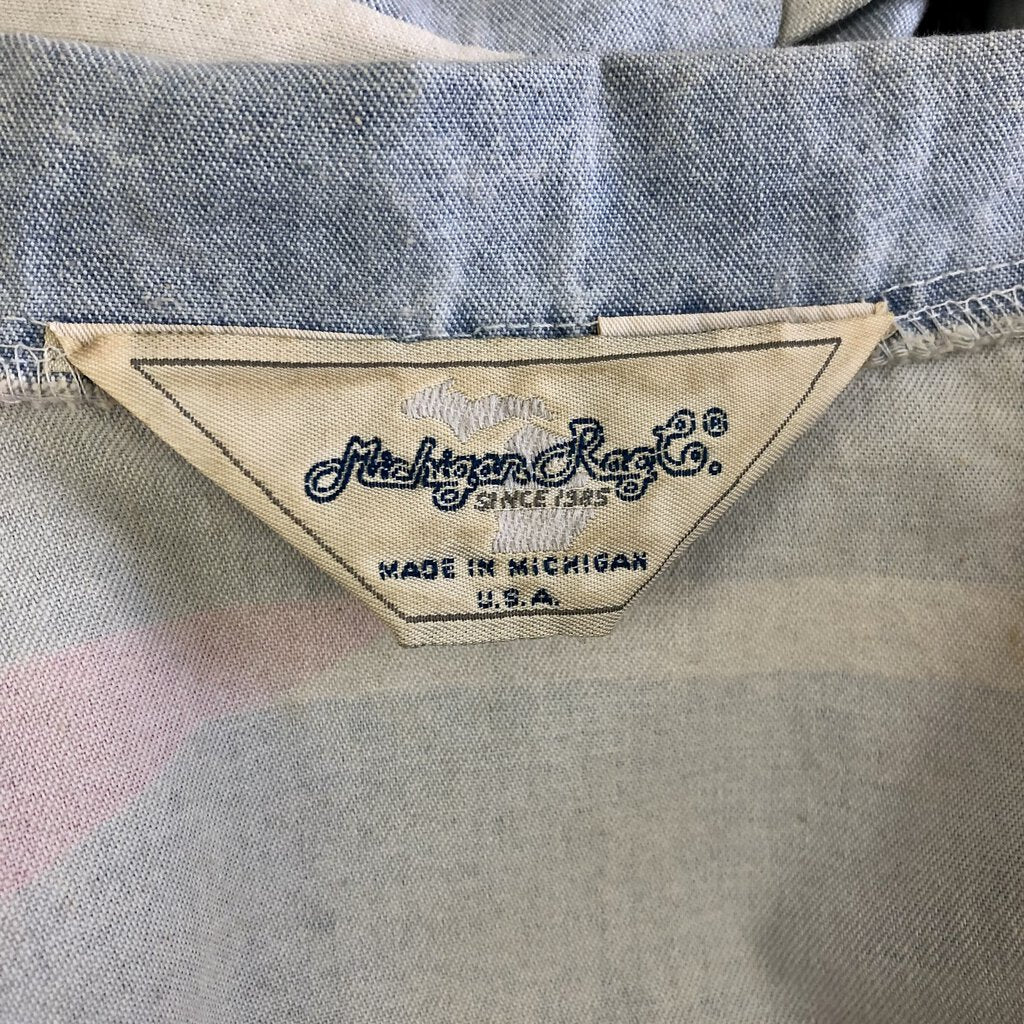 Michigan Rag Co.®
SINCE 1985
MADE IN MICHIGAN
U.S.A.